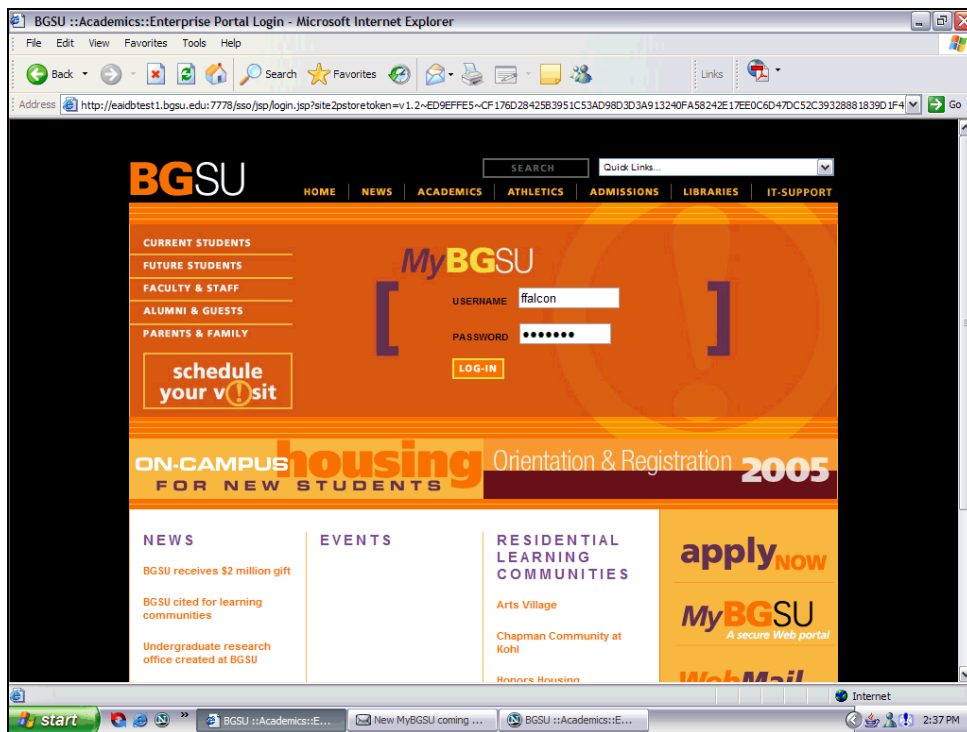 BGSU ::Academics::Enterprise Portal Login - Microsoft Internet Explorer
File Edit View Favorites Tools Help
Back Search Favorites Links
Address http://eaidbtest1.bgsu.edu:7778/sso/jsp/login.jsp?site2pstoretoken=v1.2~ED9EFFE5~CF176D28425B3951C53AD98D3D3A913240FA58242E17EE0C6D47DC52C39328881839D1F4 Go
BGSU
SEARCH Quick Links...
HOME NEWS ACADEMICS ATHLETICS ADMISSIONS LIBRARIES IT-SUPPORT
CURRENT STUDENTS
FUTURE STUDENTS
FACULTY & STAFF
ALUMNI & GUESTS
PARENTS & FAMILY
schedule
your v!sit
MyBGSU
USERNAME ffalcon
PASSWORD •••••••
LOG-IN
ON-CAMPUS housing
FOR NEW STUDENTS
Orientation & Registration 2005
NEWS
BGSU receives $2 million gift
BGSU cited for learning
communities
Undergraduate research
office created at BGSU
EVENTS
RESIDENTIAL
LEARNING
COMMUNITIES
Arts Village
Chapman Community at
Kohl
Honors Housing
apply NOW
MyBGSU
A secure Web portal
WebMail
Internet
start » BGSU ::Academics::E... New MyBGSU coming ... BGSU ::Academics::E... 2:37 PM